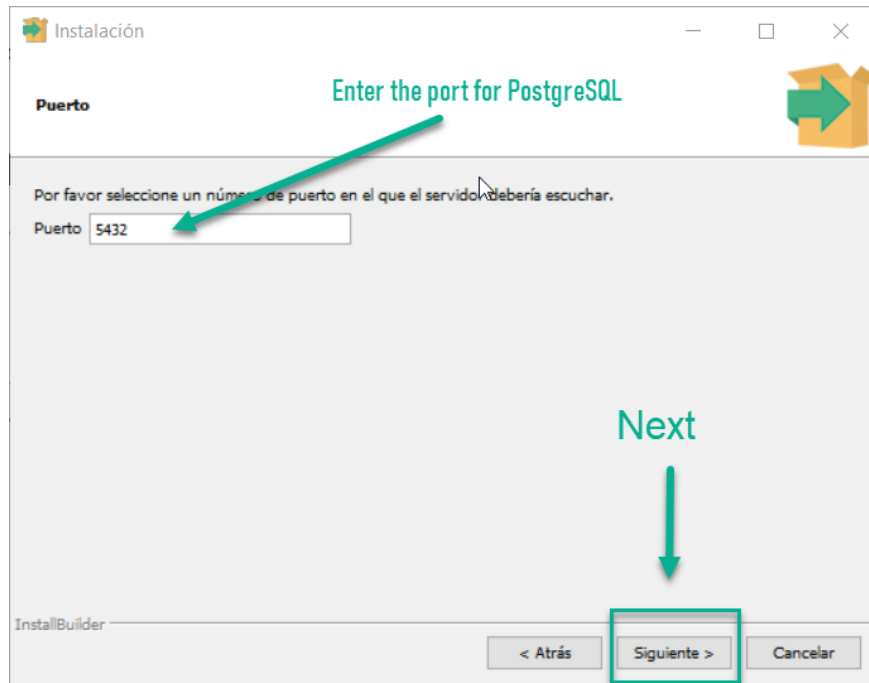 Instalación
Enter the port for PostgreSQL
Puerto
Por favor seleccione un número de puerto en el que el servidor debería escuchar.
Puerto 5432
Next
InstallBuilder
< Atrás Siguiente > Cancelar